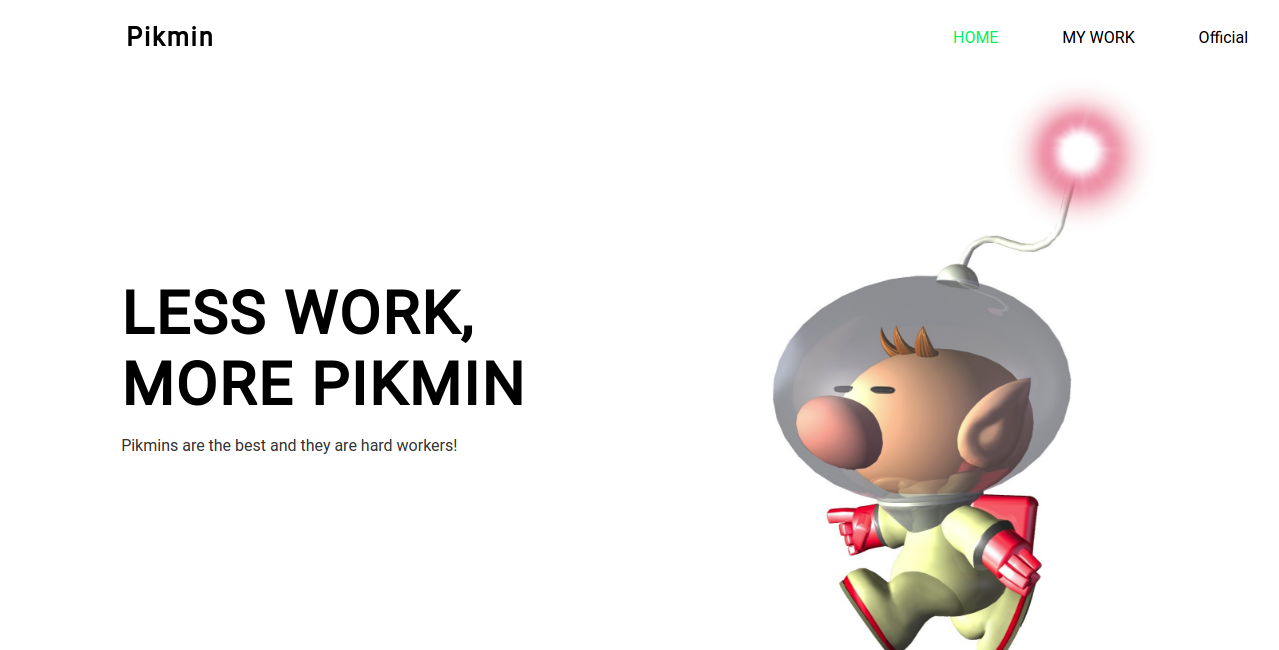 Pikmin
HOME MY WORK Official
LESS WORK,
MORE PIKMIN
Pikmins are the best and they are hard workers!